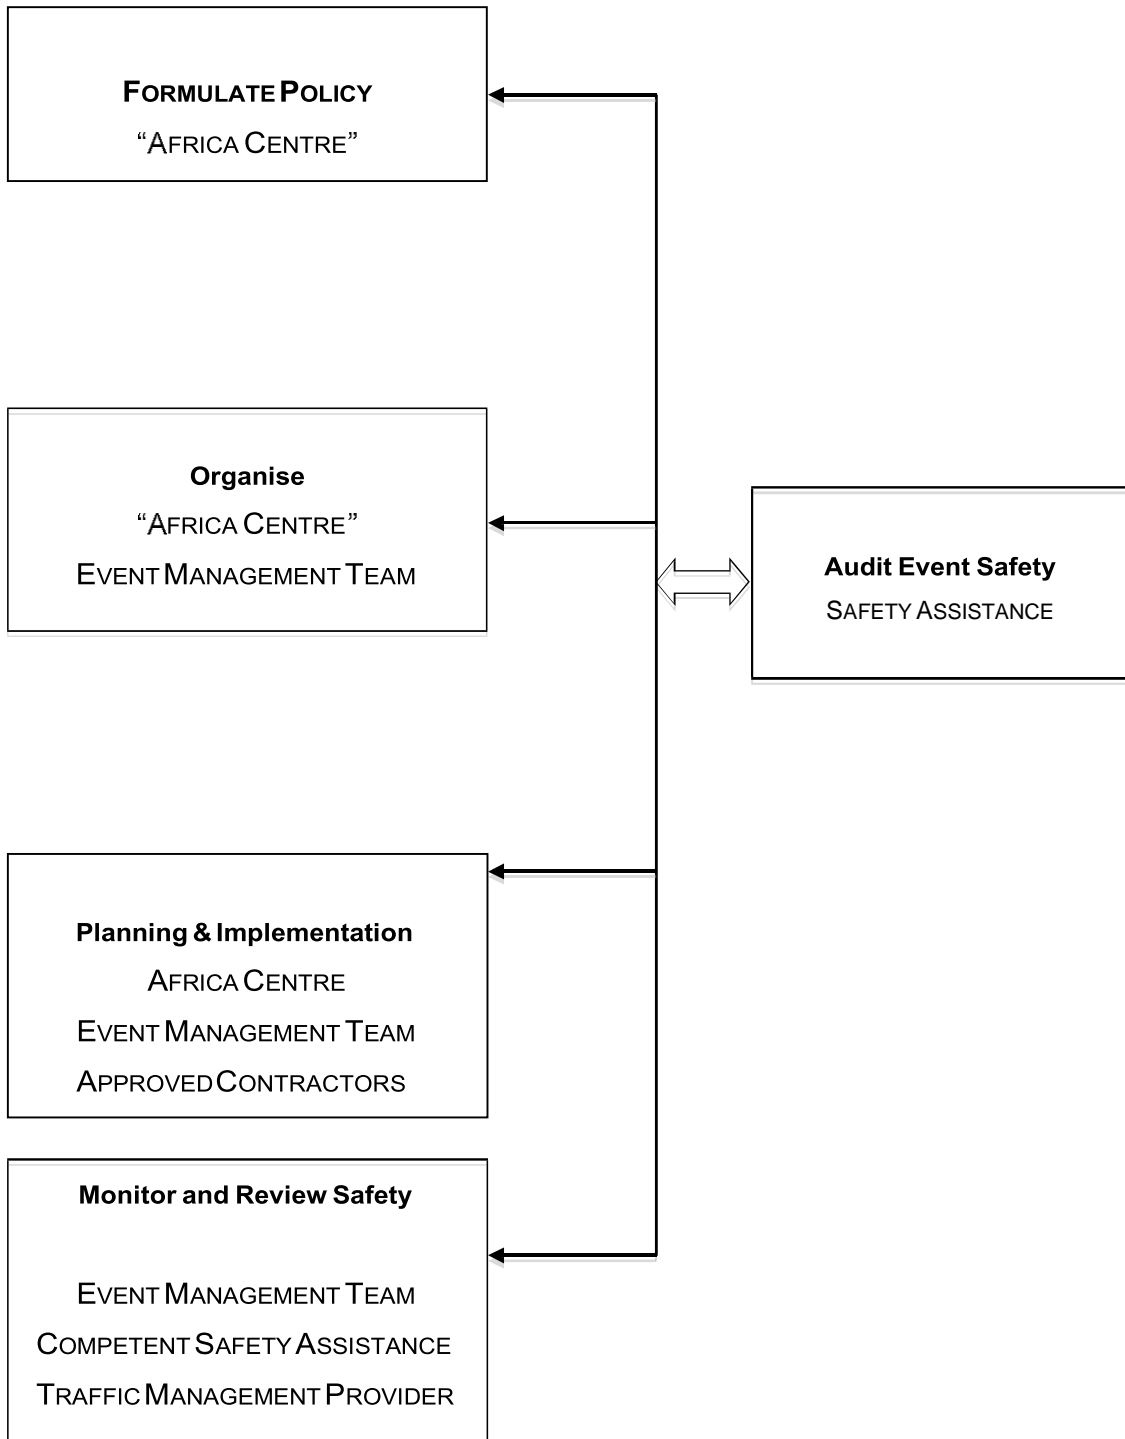 FORMULATE POLICY
“AFRICA CENTRE”
Organise
“AFRICA CENTRE”
EVENT MANAGEMENT TEAM
Audit Event Safety
SAFETY ASSISTANCE
Planning & Implementation
AFRICA CENTRE
EVENT MANAGEMENT TEAM
APPROVED CONTRACTORS
Monitor and Review Safety
EVENT MANAGEMENT TEAM
COMPETENT SAFETY ASSISTANCE
TRAFFIC MANAGEMENT PROVIDER